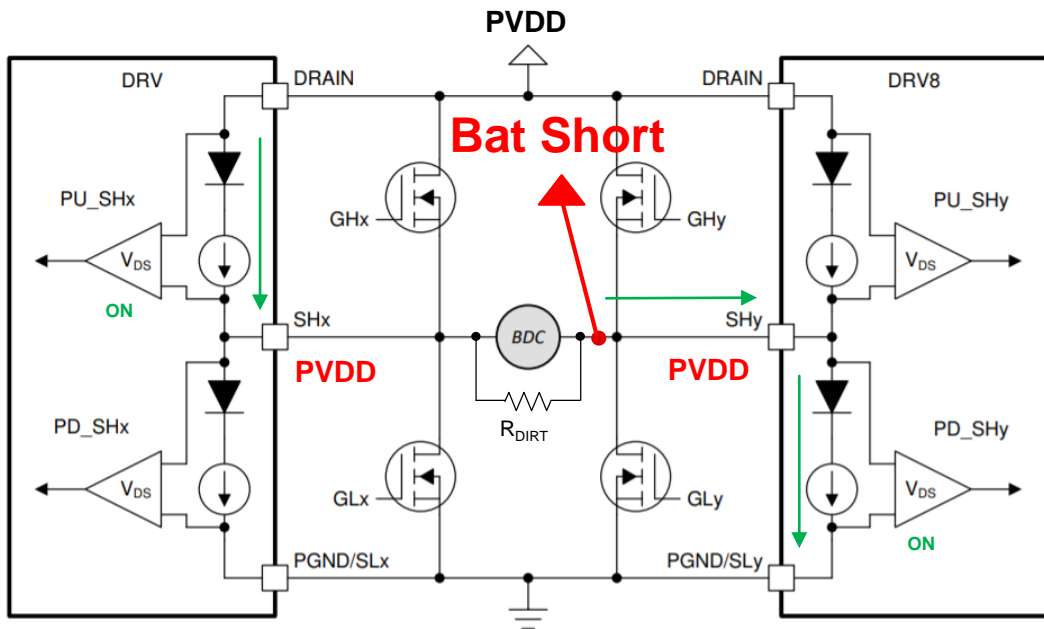 PVDD
DRV
DRAIN
DRAIN
DRV8
Bat Short
PU_SHx
GHx
GHy
PU_SHy
VDS
VDS
ON
SHx
BDC
SHy
PVDD
PVDD
RDIRT
PD_SHx
PD_SHy
VDS
GLx
GLy
VDS
ON
PGND/SLx
PGND/SLy